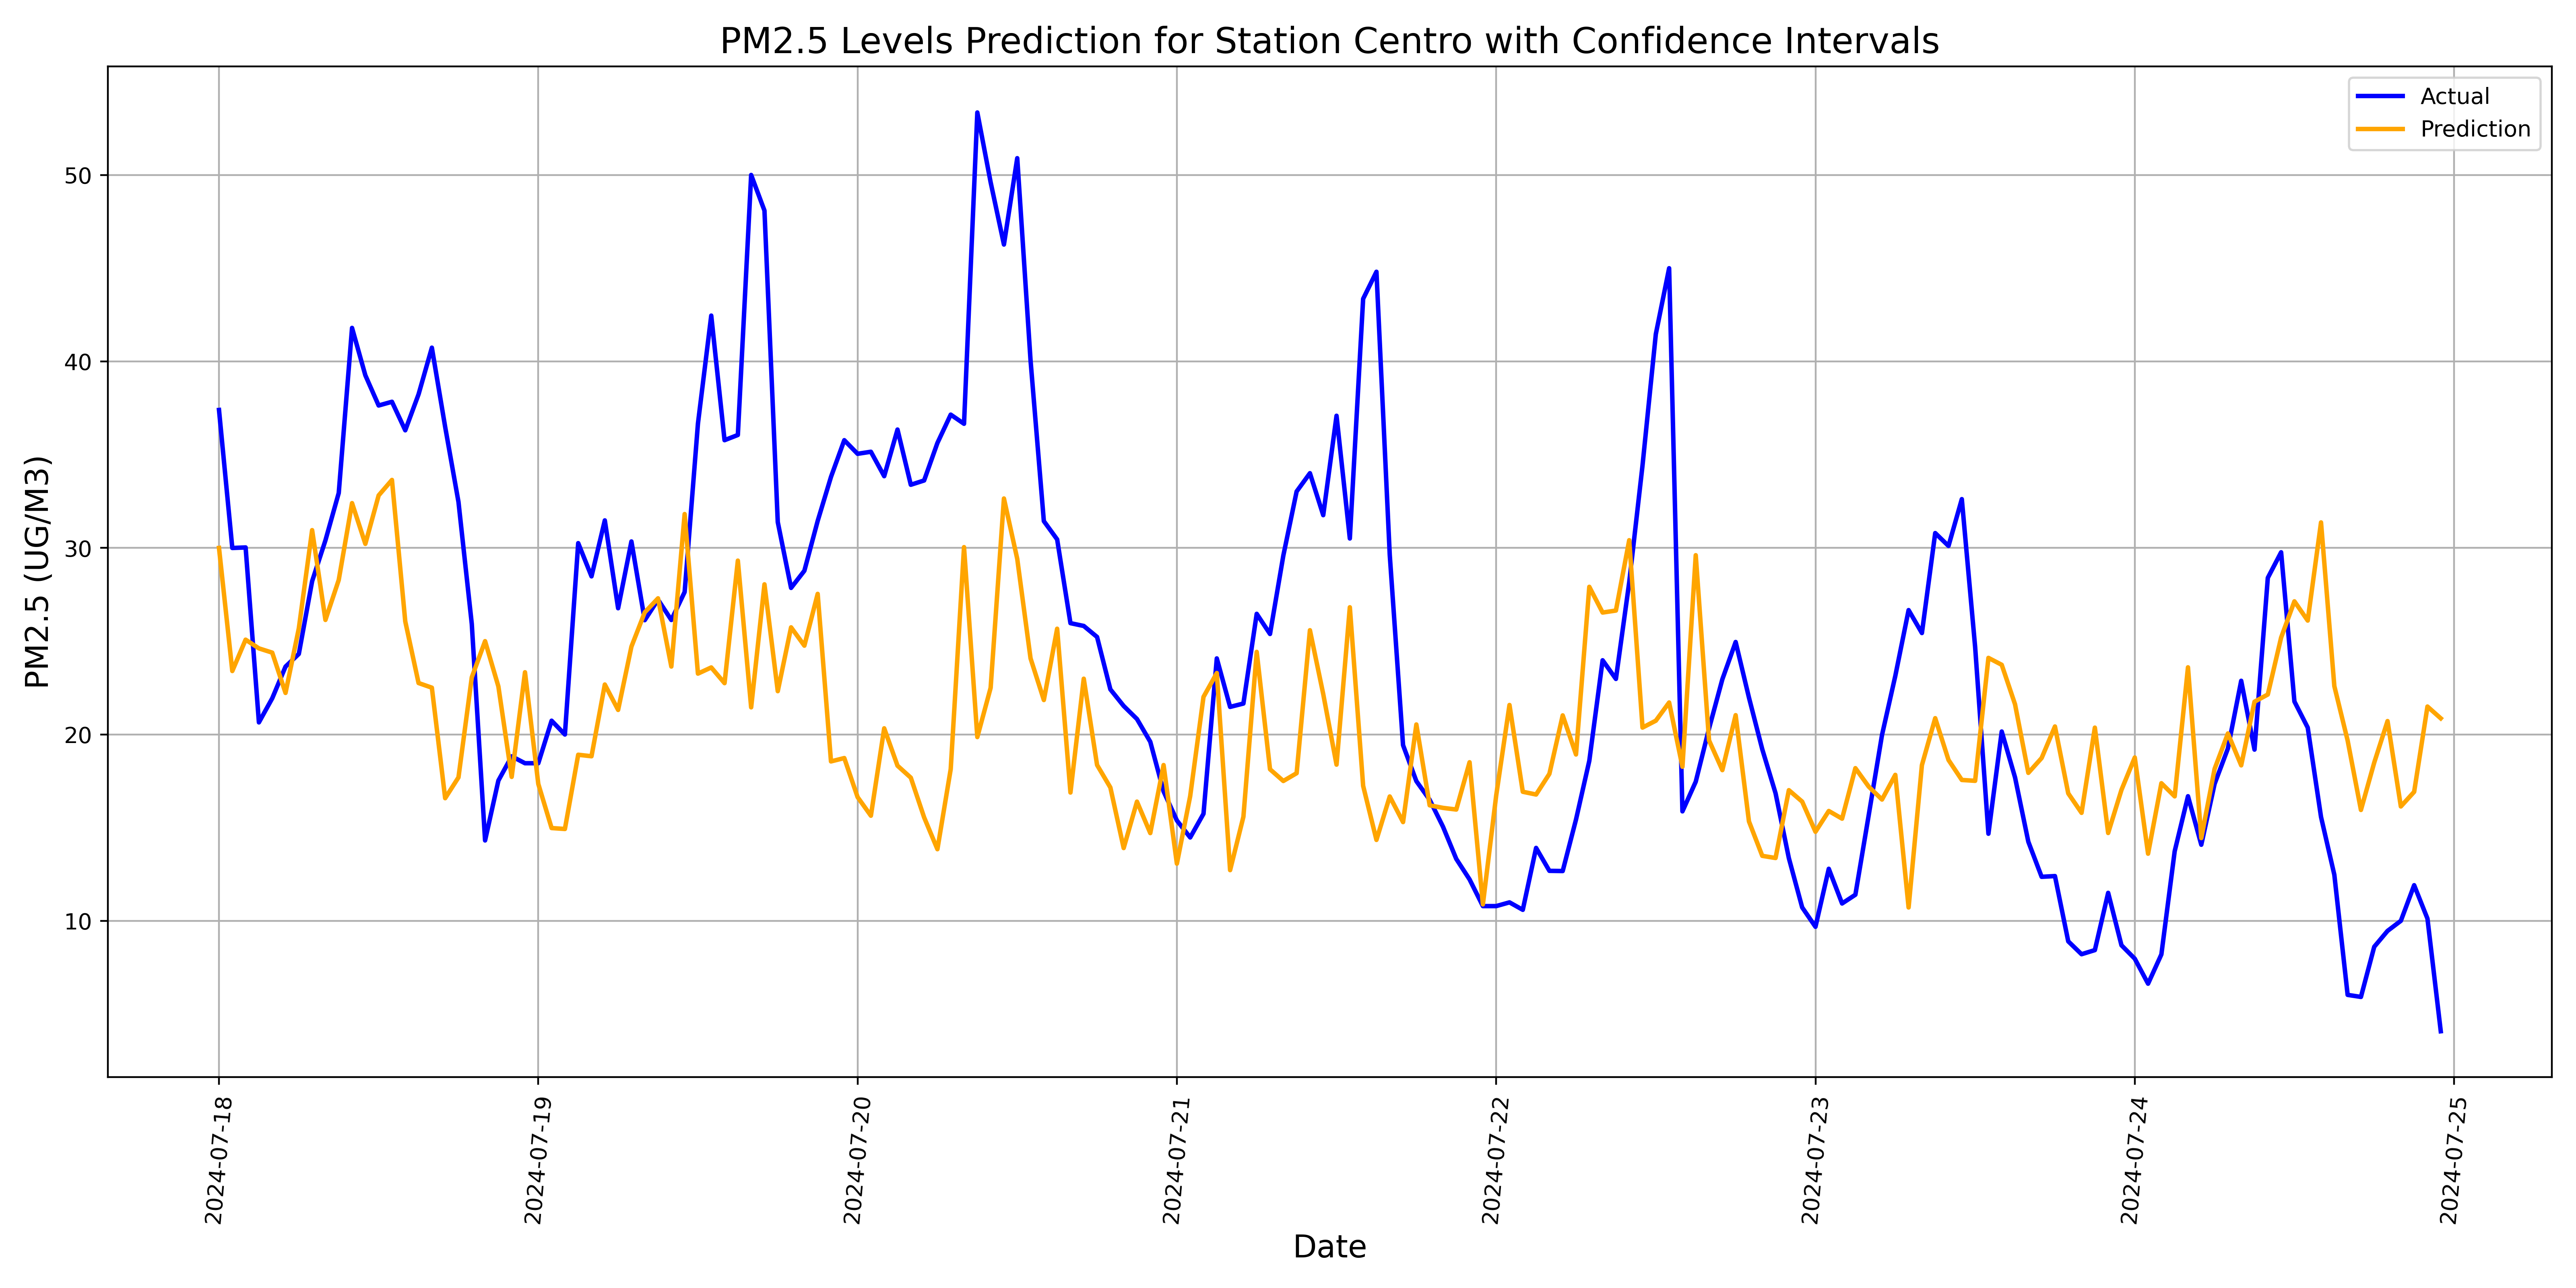 PM2.5 Levels Prediction for Station Centro with Confidence Intervals
Actual
Prediction
PM2.5 (UG/M3)
50
40
30
20
10
2024-07-18
2024-07-19
2024-07-20
2024-07-21
2024-07-22
2024-07-23
2024-07-24
2024-07-25
Date